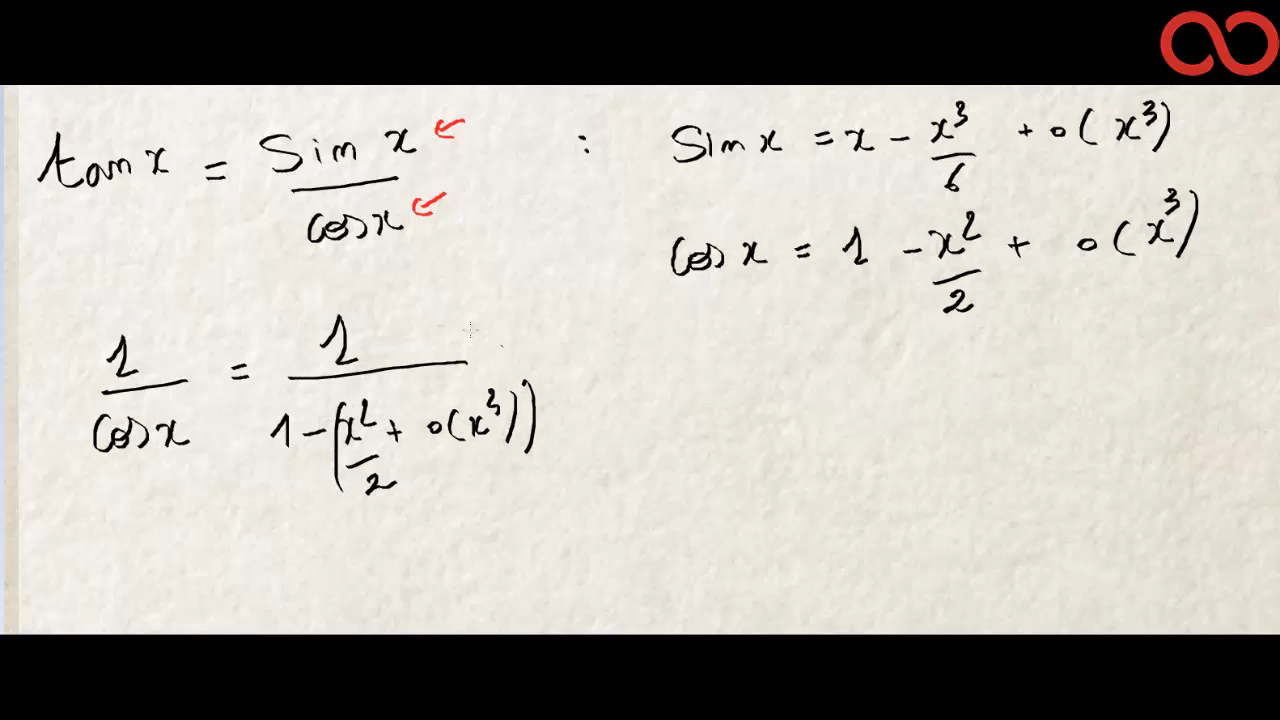 tan x = sin x / cos x : sin x = x - x³/6 + o(x³)
cos x = 1 - x²/2 + o(x³)
1/cos x = 1/(1 - (x²/2 + o(x³)))